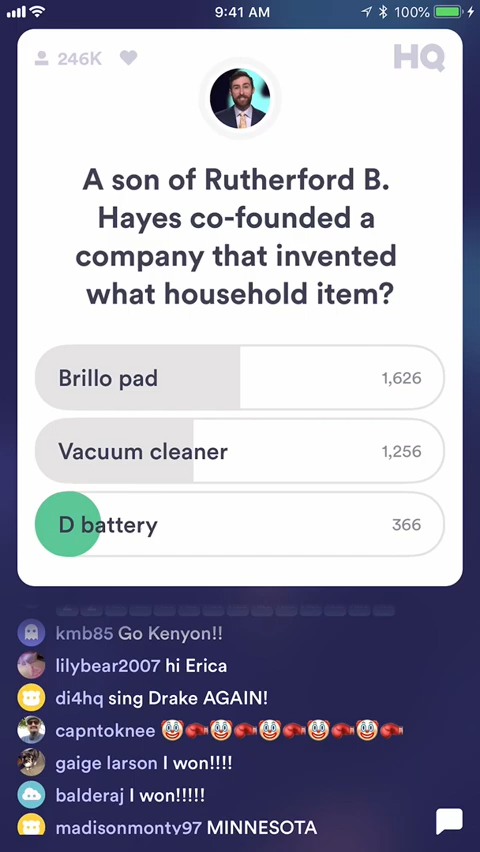 9:41 AM 100%
246K HQ
A son of Rutherford B.
Hayes co-founded a
company that invented
what household item?
Brillo pad 1,626
Vacuum cleaner 1,256
D battery 366
kmb85 Go Kenyon!!
lilybear2007 hi Erica
di4hq sing Drake AGAIN!
capntoknee 🤡🥊🤡🥊🤡🥊🤡🥊🤡🥊
gaige larson I won!!!!
balderaj I won!!!!!
madisonmonty97 MINNESOTA